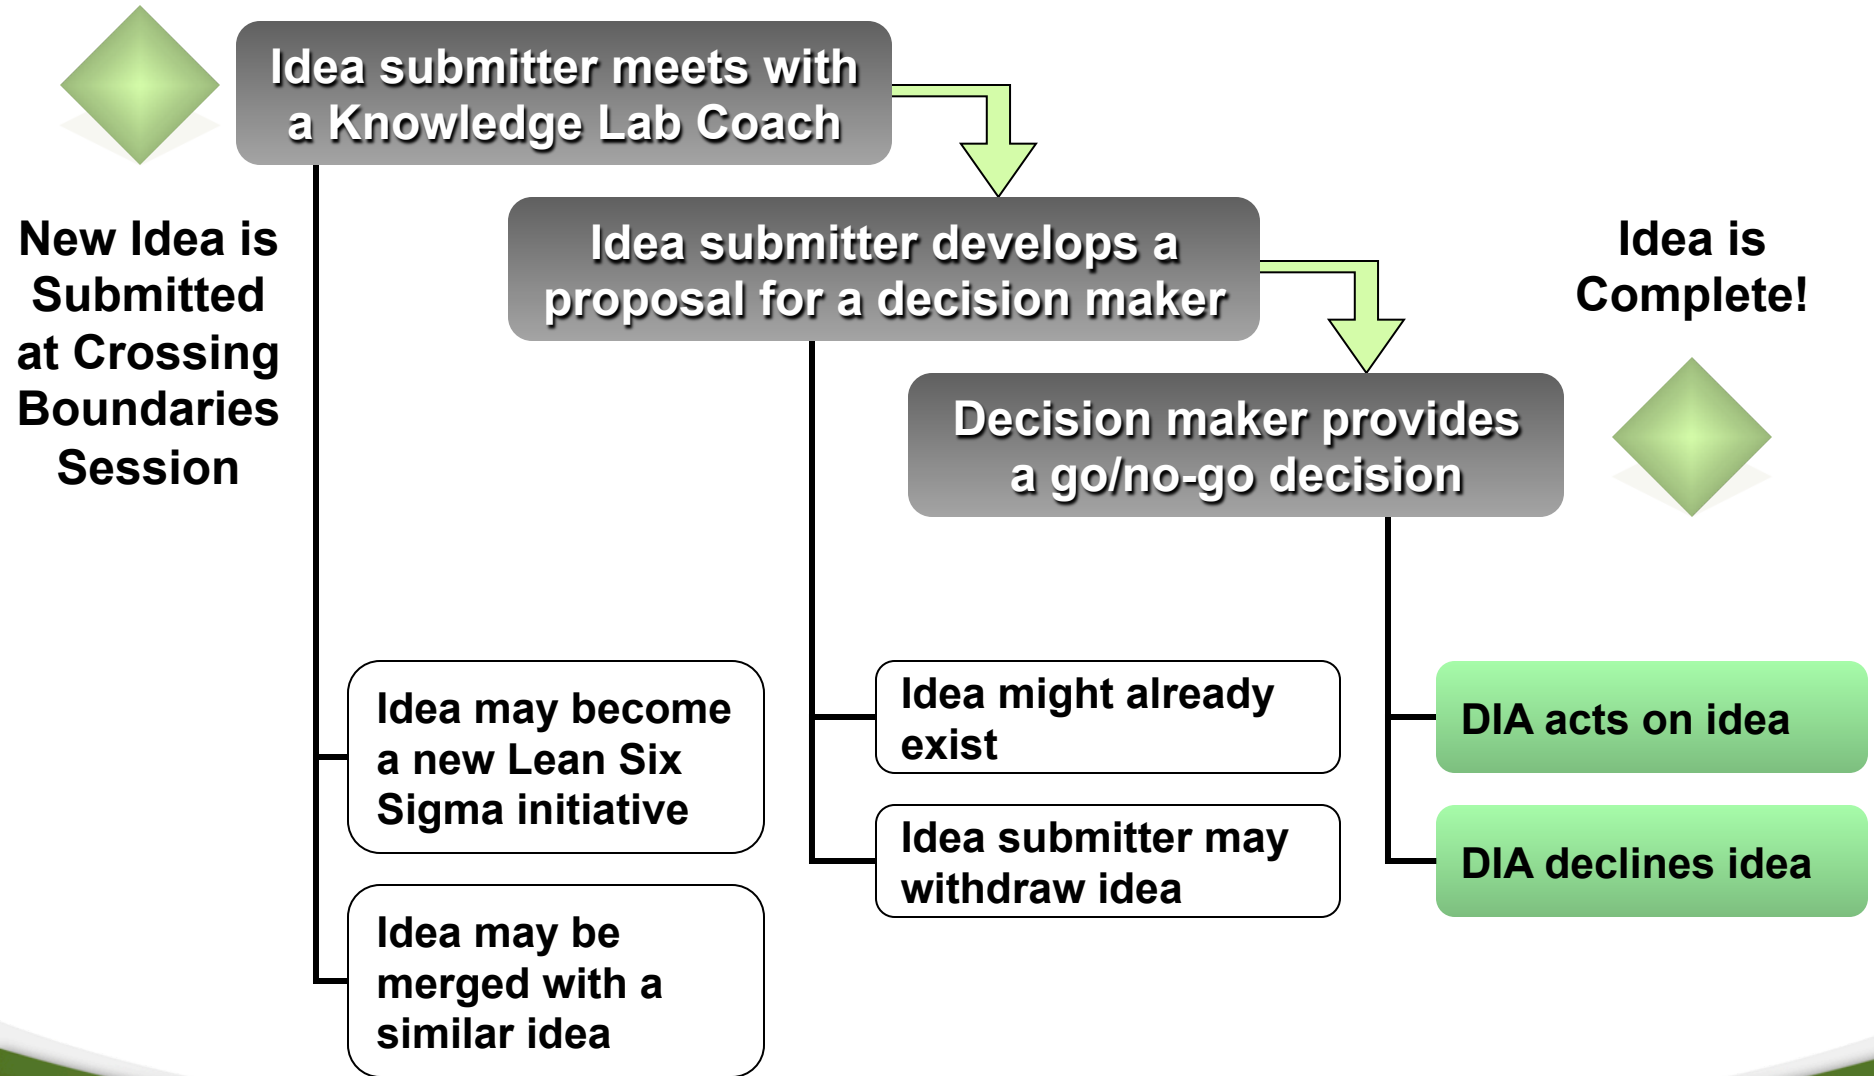 Idea submitter meets with
a Knowledge Lab Coach
New Idea is
Submitted
at Crossing
Boundaries
Session
Idea submitter develops a
proposal for a decision maker
Idea is
Complete!
Decision maker provides
a go/no-go decision
Idea may become
a new Lean Six
Sigma initiative
Idea may be
merged with a
similar idea
Idea might already
exist
Idea submitter may
withdraw idea
DIA acts on idea
DIA declines idea